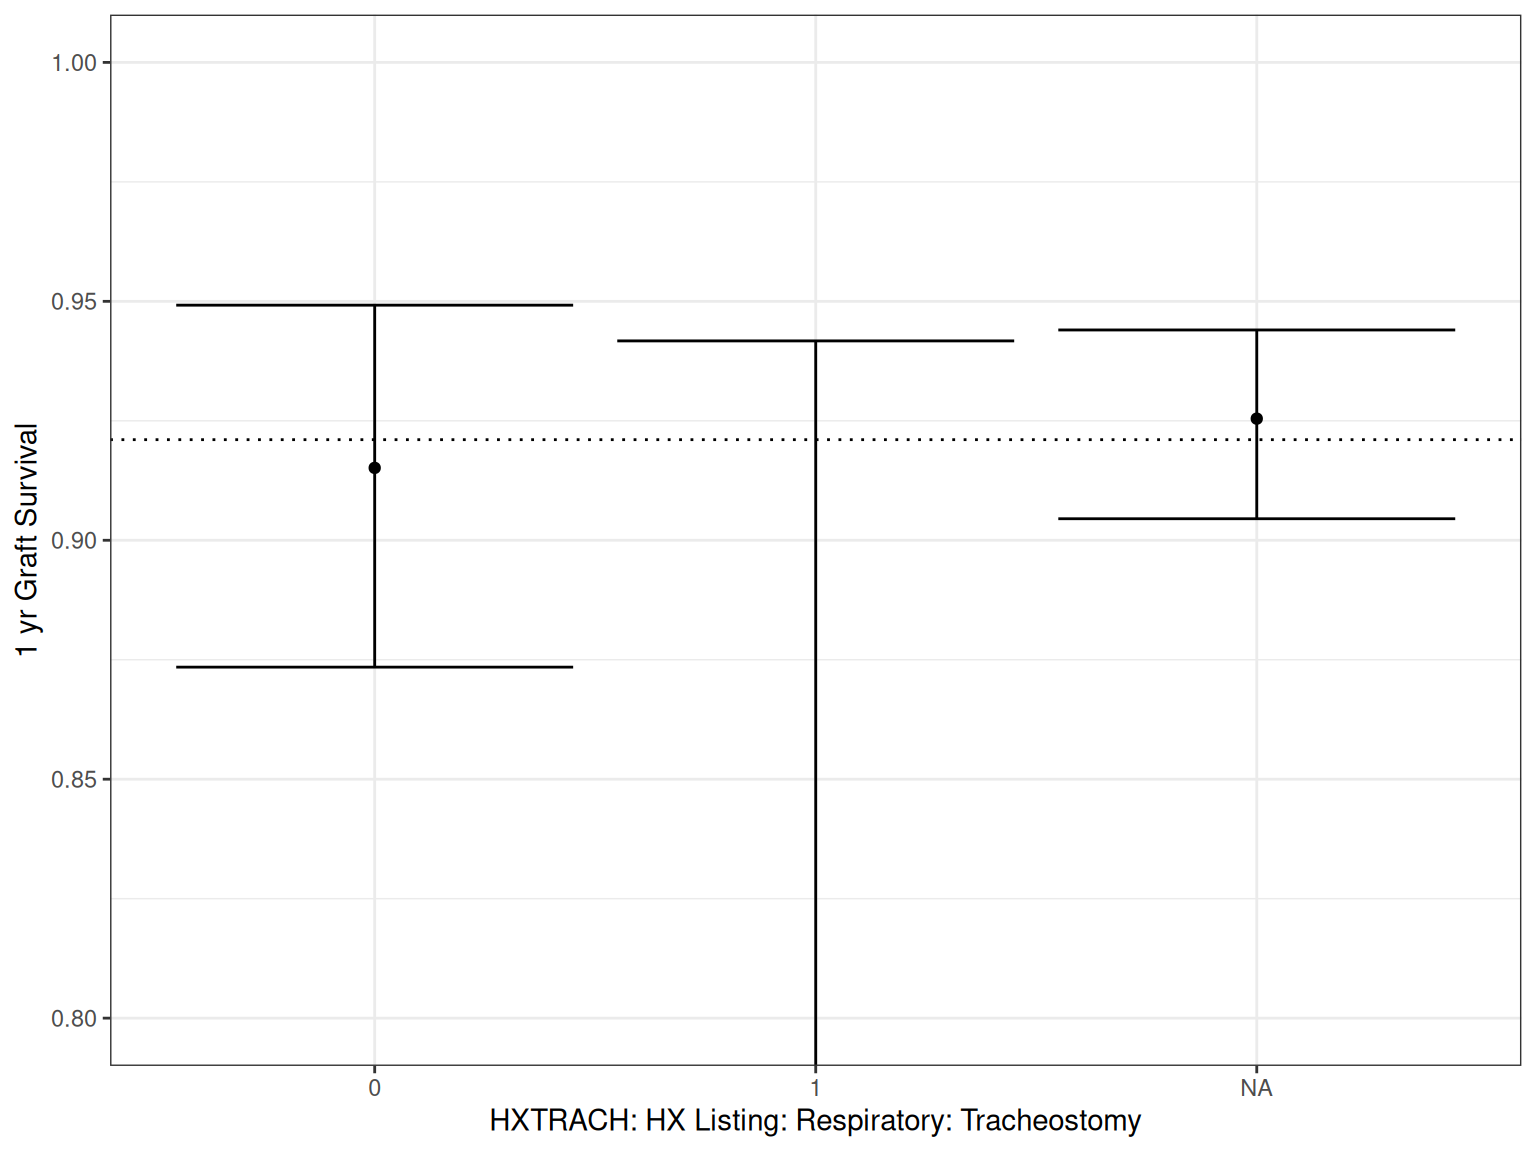 1 yr Graft Survival
1.00
0.95
0.90
0.85
0.80
0
1
NA
HXTRACH: HX Listing: Respiratory: Tracheostomy